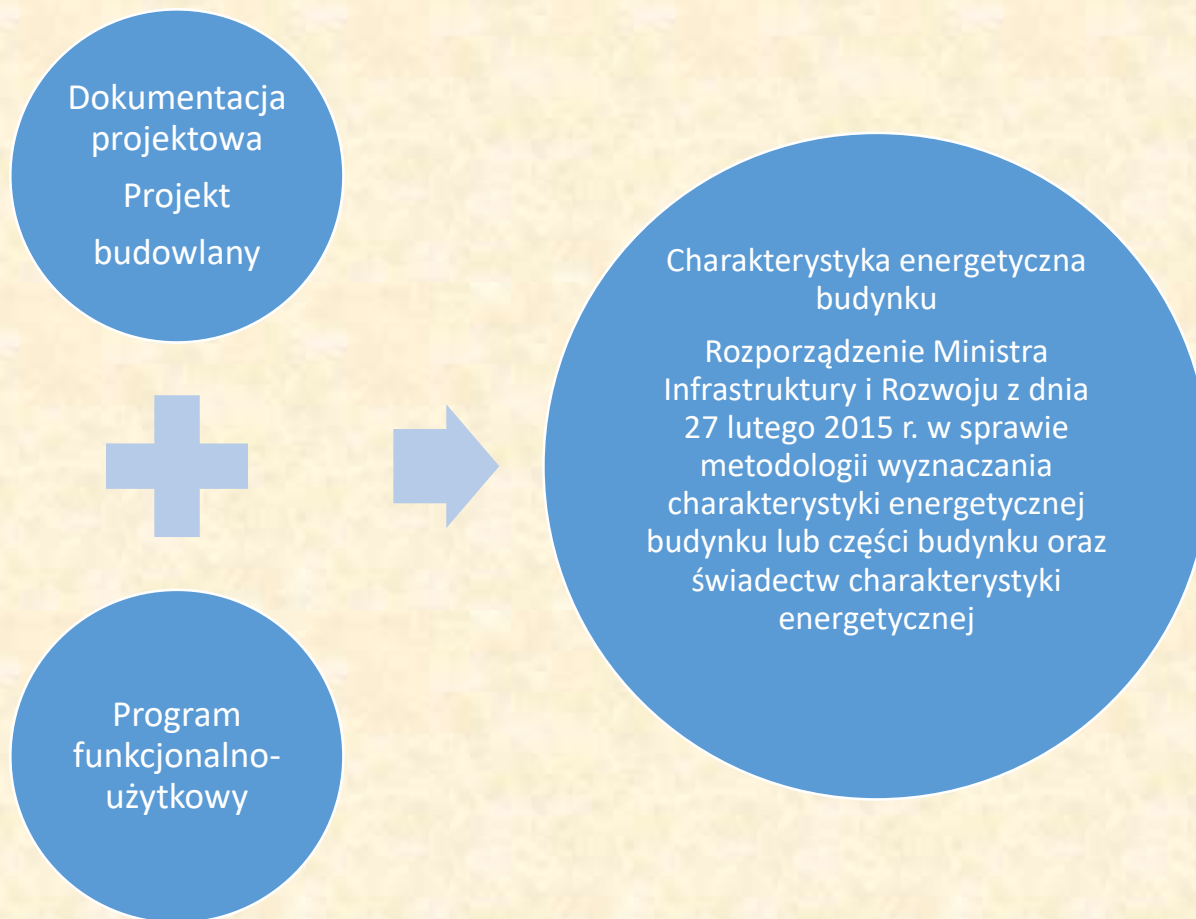 Dokumentacja
projektowa
Projekt
budowlany
Program
funkcjonalno-
użytkowy
Charakterystyka energetyczna
budynku
Rozporządzenie Ministra
Infrastruktury i Rozwoju z dnia
27 lutego 2015 r. w sprawie
metodologii wyznaczania
charakterystyki energetycznej
budynku lub części budynku oraz
świadectw charakterystyki
energetycznej